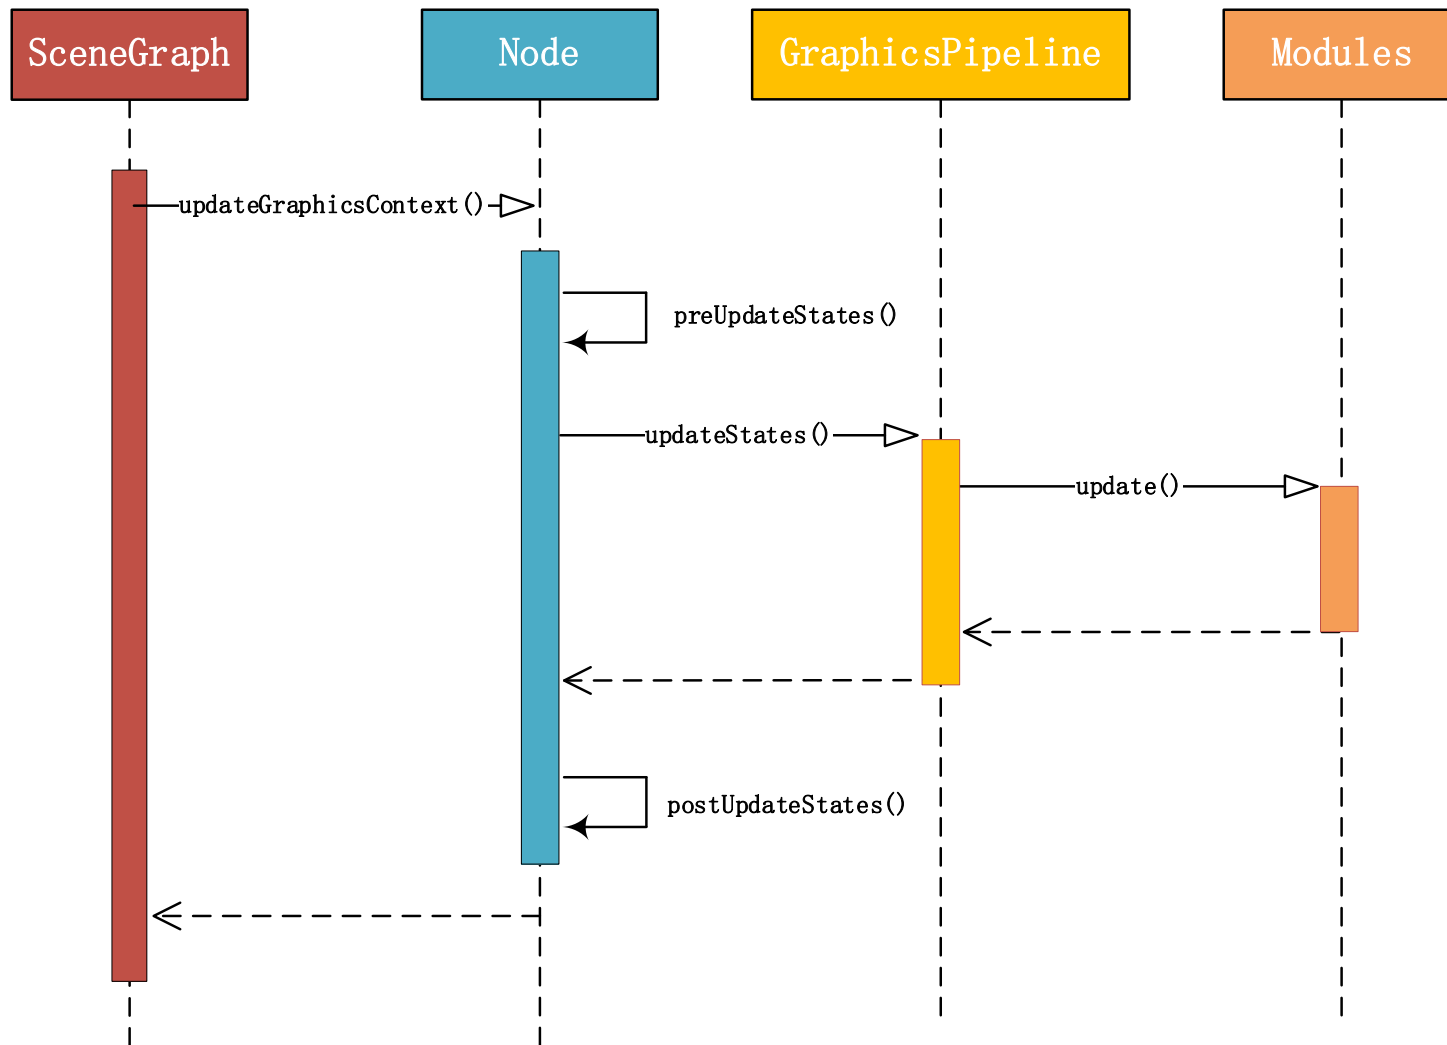 SceneGraph
Node
GraphicsPipeline
Modules
updateGraphicsContext()
preUpdateStates()
updateStates()
update()
postUpdateStates()